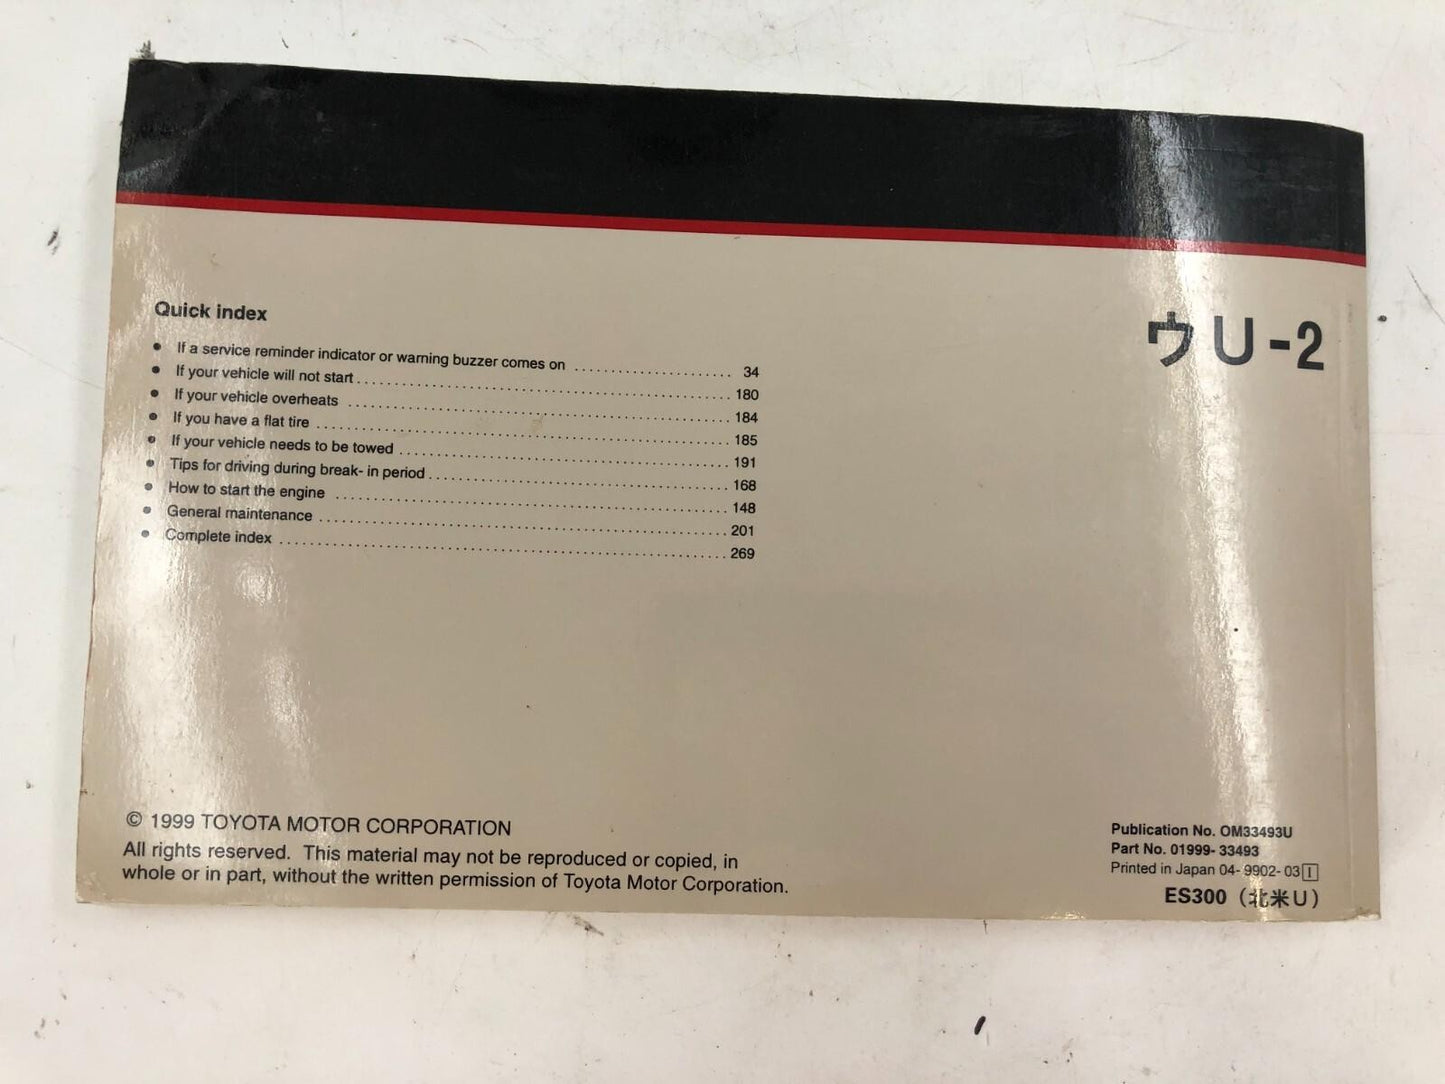 Quick index
• If a service reminder indicator or warning buzzer comes on ........................ 34
• If your vehicle will not start ........................ 180
• If your vehicle overheats ........................ 184
• If you have a flat tire ........................ 185
• If your vehicle needs to be towed ........................ 191
• Tips for driving during break- in period ........................ 168
• How to start the engine ........................ 148
• General maintenance ........................ 201
• Complete index ........................ 269
ウU-2
© 1999 TOYOTA MOTOR CORPORATION
All rights reserved. This material may not be reproduced or copied, in
whole or in part, without the written permission of Toyota Motor Corporation.
Publication No. OM33493U
Part No. 01999- 33493
Printed in Japan 04- 9902- 03 I
ES300 (北米U)